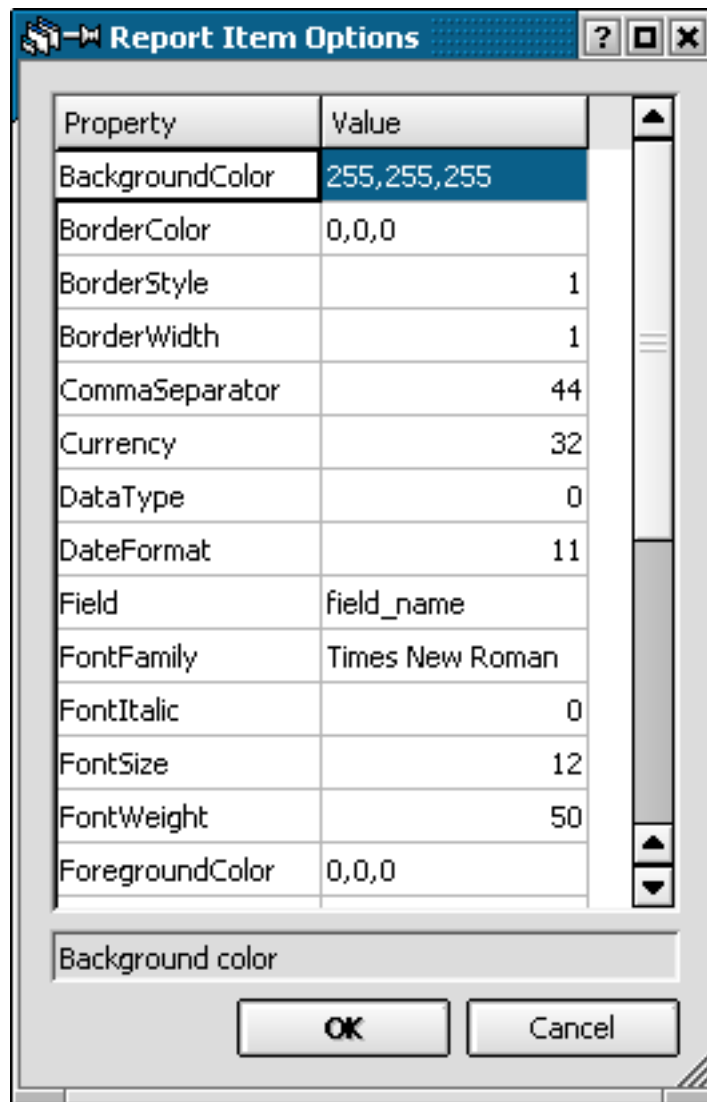 Report Item Options
Property Value
BackgroundColor 255,255,255
BorderColor 0,0,0
BorderStyle 1
BorderWidth 1
CommaSeparator 44
Currency 32
DataType 0
DateFormat 11
Field field_name
FontFamily Times New Roman
FontItalic 0
FontSize 12
FontWeight 50
ForegroundColor 0,0,0
Background color
OK Cancel